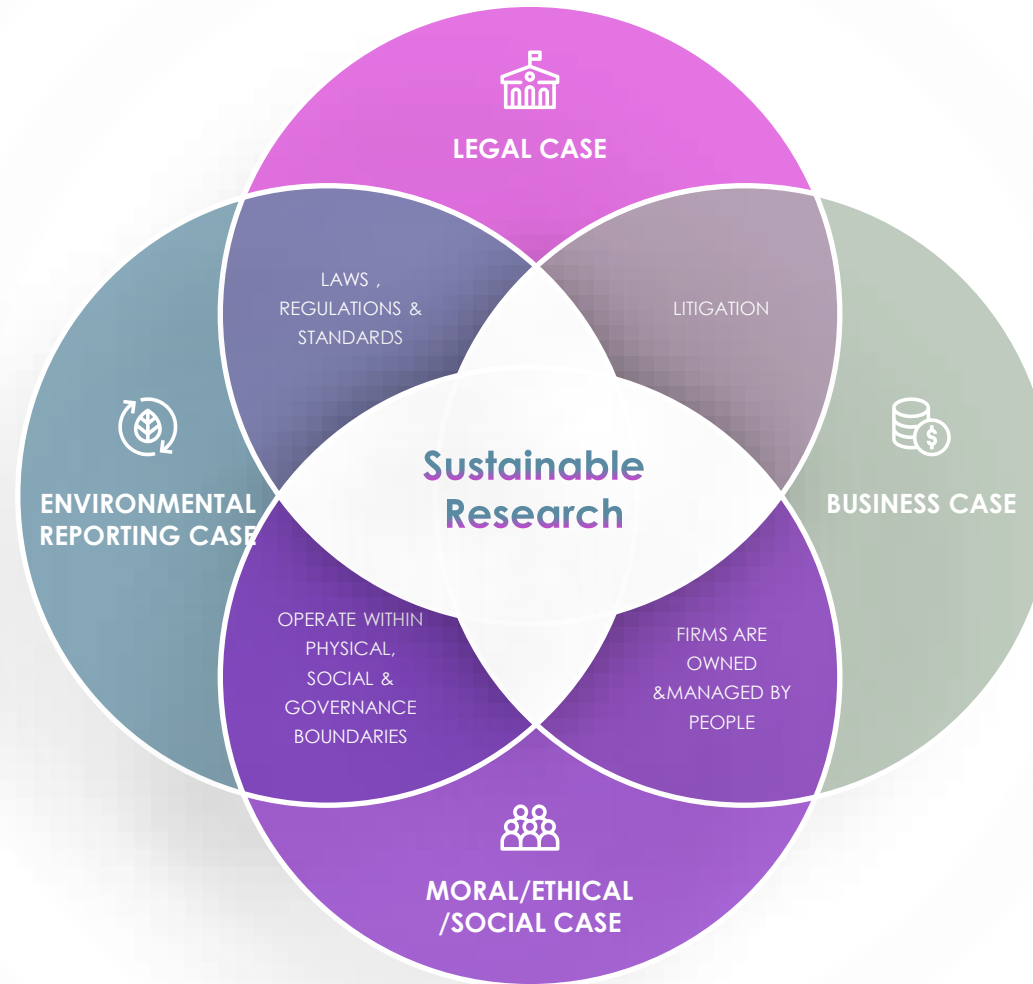 LEGAL CASE
LAWS ,
REGULATIONS &
STANDARDS
LITIGATION
Sustainable
Research
ENVIRONMENTAL
REPORTING CASE
BUSINESS CASE
OPERATE WITHIN
PHYSICAL,
SOCIAL &
GOVERNANCE
BOUNDARIES
FIRMS ARE
OWNED
&MANAGED BY
PEOPLE
MORAL/ETHICAL
/SOCIAL CASE